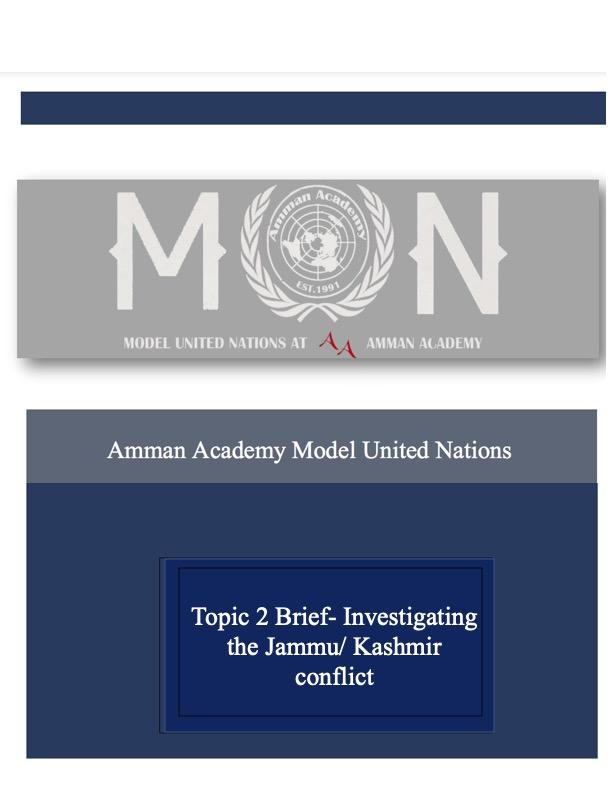 M N
Amman Academy
EST.1991
MODEL UNITED NATIONS AT AA AMMAN ACADEMY
Amman Academy Model United Nations
Topic 2 Brief- Investigating
the Jammu/ Kashmir
conflict